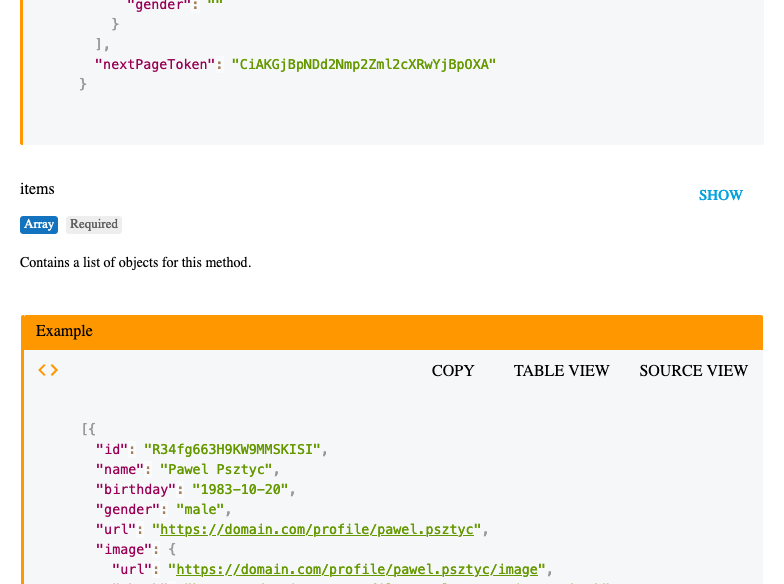 "gender": ""
}
],
"nextPageToken": "CiAKGjBpNDd2Nmp2Zml2cXRwYjBpOXA"
}
items
SHOW
Array Required
Contains a list of objects for this method.
Example
<> COPY TABLE VIEW SOURCE VIEW
[{
"id": "R34fg663H9KW9MMSKISI",
"name": "Pawel Psztyc",
"birthday": "1983-10-20",
"gender": "male",
"url": "https://domain.com/profile/pawel.psztyc",
"image": {
"url": "https://domain.com/profile/pawel.psztyc/image",